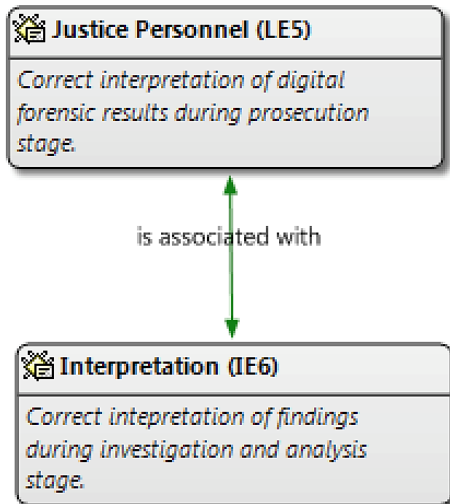 Justice Personnel (LE5)
Correct interpretation of digital
forensic results during prosecution
stage.
is associated with
Interpretation (IE6)
Correct intepretation of findings
during investigation and analysis
stage.